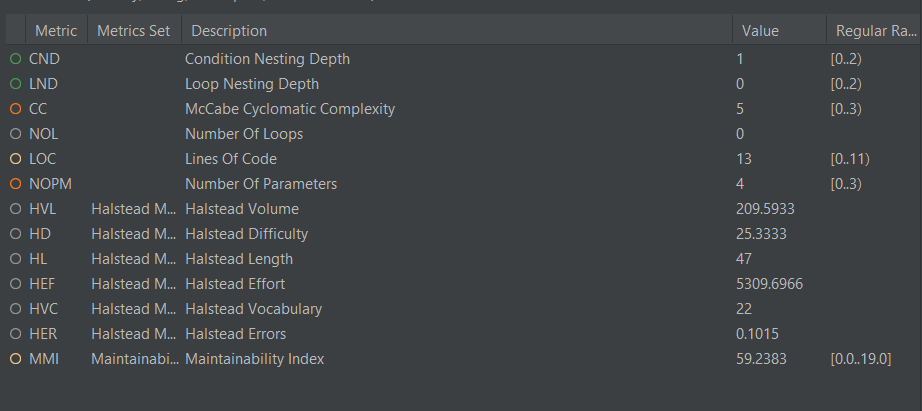 Metric Metrics Set Description Value Regular Ra...
CND Condition Nesting Depth 1 [0..2)
LND Loop Nesting Depth 0 [0..2)
CC McCabe Cyclomatic Complexity 5 [0..3)
NOL Number Of Loops 0
LOC Lines Of Code 13 [0..11)
NOPM Number Of Parameters 4 [0..3)
HVL Halstead M... Halstead Volume 209.5933
HD Halstead M... Halstead Difficulty 25.3333
HL Halstead M... Halstead Length 47
HEF Halstead M... Halstead Effort 5309.6966
HVC Halstead M... Halstead Vocabulary 22
HER Halstead M... Halstead Errors 0.1015
MMI Maintainabi... Maintainability Index 59.2383 [0.0..19.0]